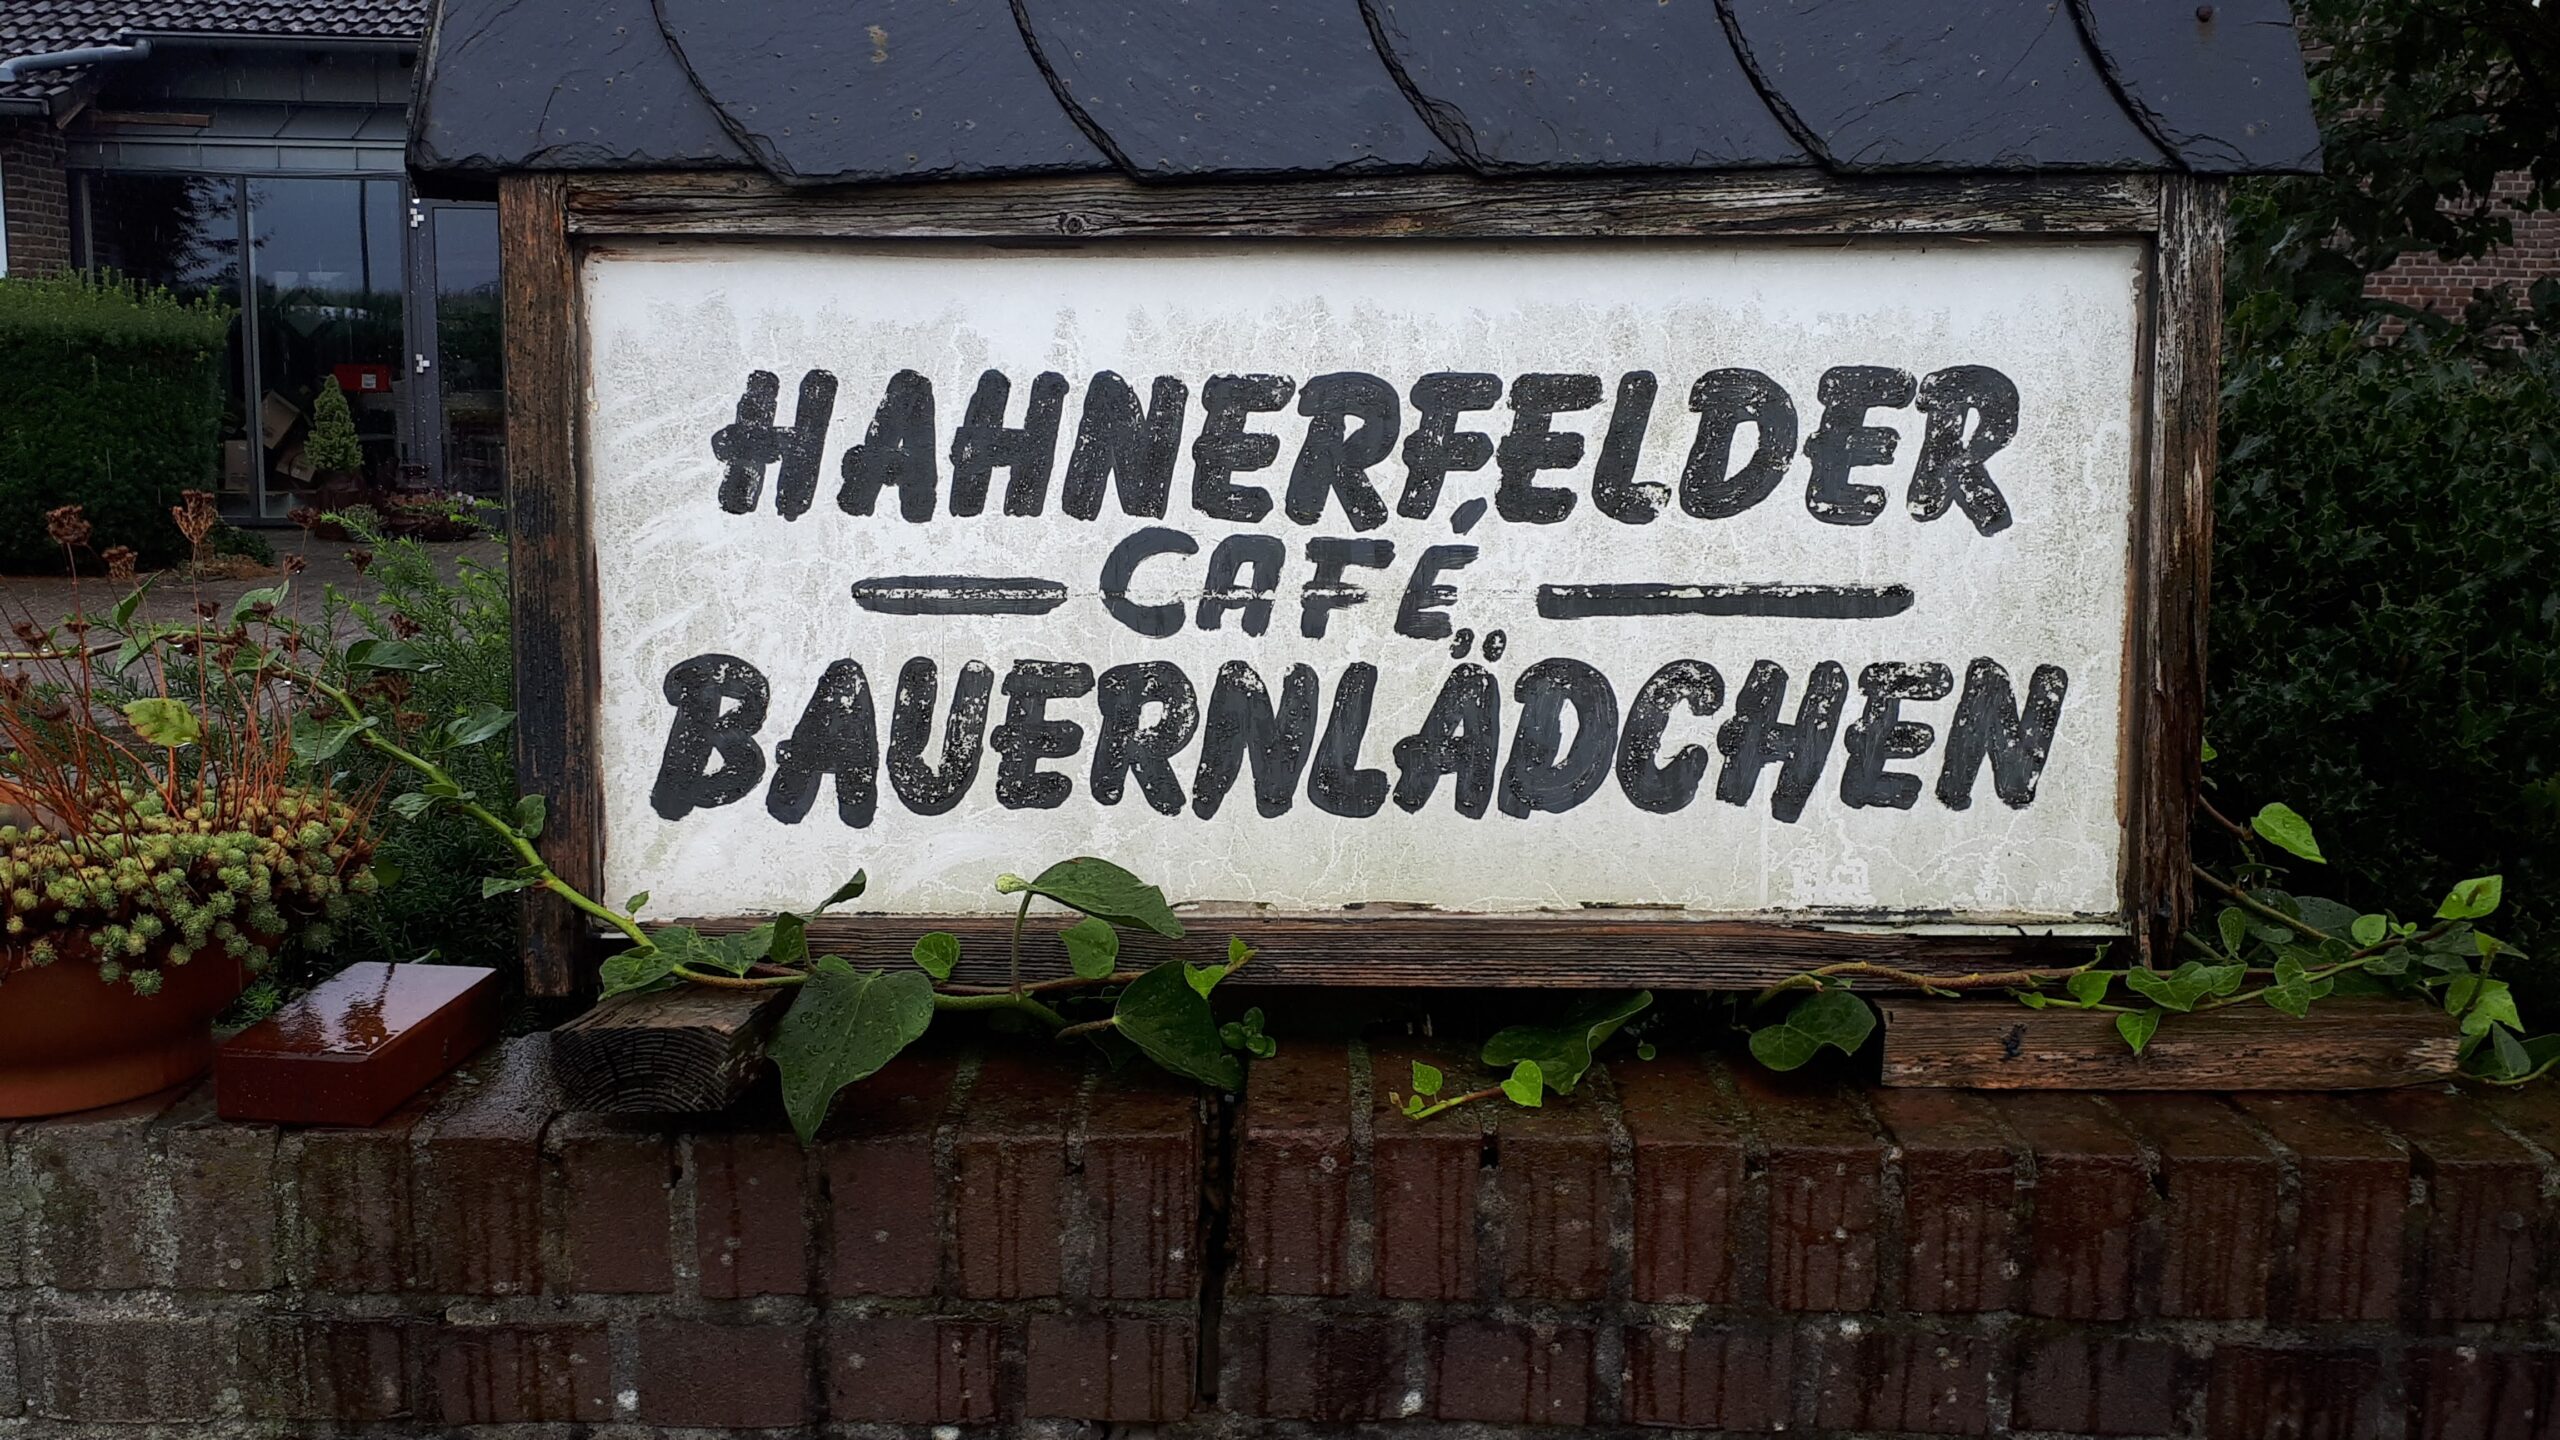 HAHNERFELDER
— CAFÉ —
BAUERNLÄDCHEN